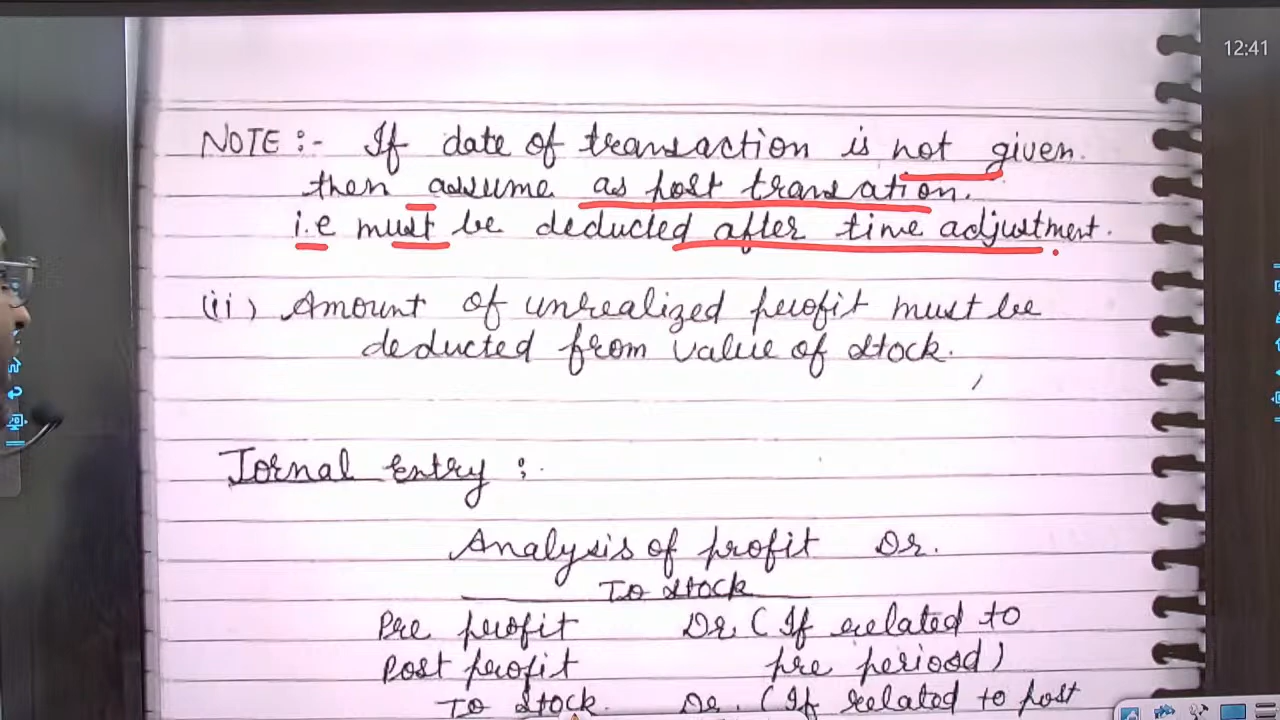 12:41
NOTE :- If date of transaction is not given.
then assume as post transation.
i.e must be deducted after time adjustment.
(ii) Amount of unrealized profit must be
deducted from value of stock.
Jornal Entry :
Analysis of profit Dr.
To stock
Pre profit Dr. (If related to
Post profit pre perisod)
To stock. Dr. (If related to post